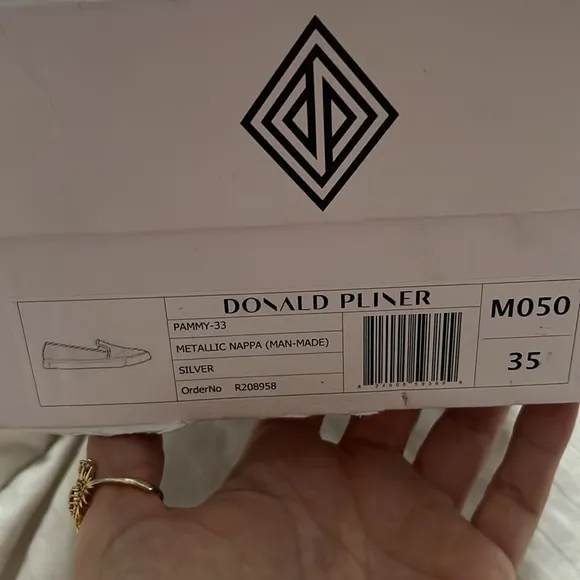 DONALD PLINER
PAMMY-33
METALLIC NAPPA (MAN-MADE)
SILVER
OrderNo R208958
M050
35